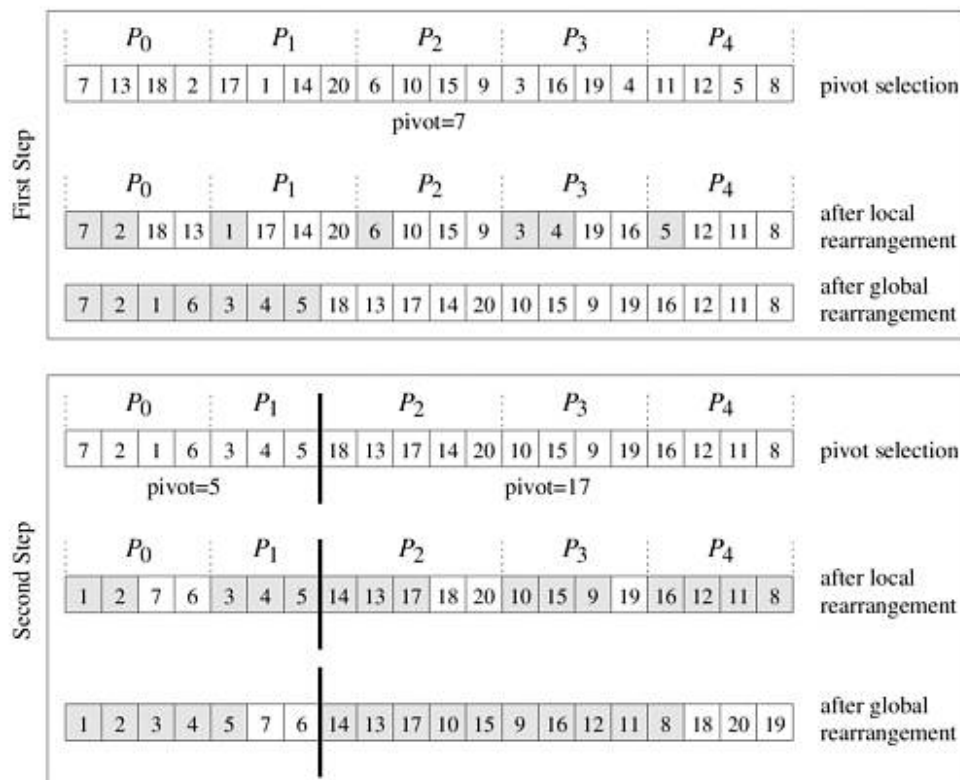 First Step
P0 P1 P2 P3 P4
7 13 18 2 17 1 14 20 6 10 15 9 3 16 19 4 11 12 5 8 pivot selection
pivot=7
P0 P1 P2 P3 P4
7 2 18 13 1 17 14 20 6 10 15 9 3 4 19 16 5 12 11 8 after local rearrangement
7 2 1 6 3 4 5 18 13 17 14 20 10 15 9 19 16 12 11 8 after global rearrangement
Second Step
P0 P1 P2 P3 P4
7 2 1 6 3 4 5 18 13 17 14 20 10 15 9 19 16 12 11 8 pivot selection
pivot=5 pivot=17
P0 P1 P2 P3 P4
1 2 7 6 3 4 5 14 13 17 18 20 10 15 9 19 16 12 11 8 after local rearrangement
1 2 3 4 5 7 6 14 13 17 10 15 9 16 12 11 8 18 20 19 after global rearrangement